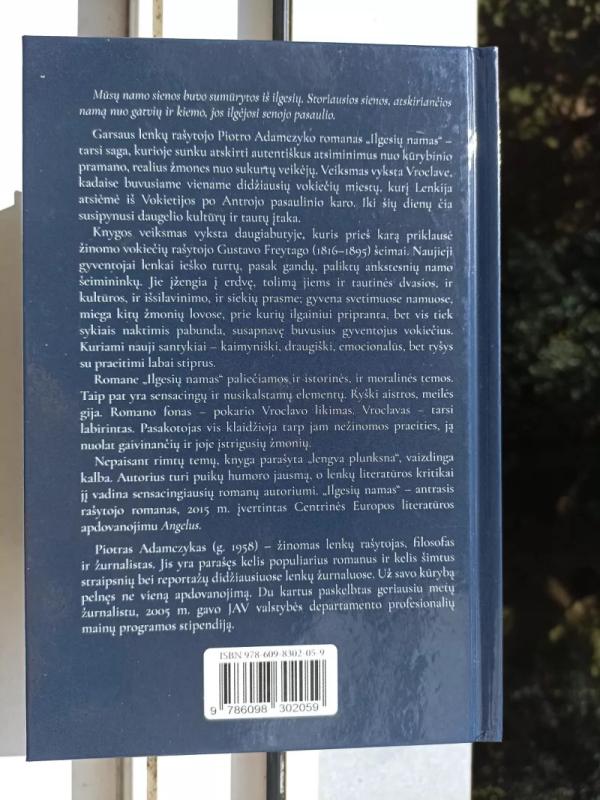 Mūsų namo sienos buvo sumūrytos iš ilgesių. Storiausios sienos, atskiriančios
namą nuo gatvių ir kiemo, jos ilgėjosi senojo pasaulio.
Garsaus lenkų rašytojo Piotro Adamczyko romanas „Ilgesių namas“ –
tarsi saga, kurioje sunku atskirti autentiškus atsiminimus nuo kūrybinio
pramano, realius žmones nuo sukurtų veikėjų. Veiksmas vyksta Vroclave,
kadaise buvusiame viename didžiausių vokiečių miestų, kurį Lenkija
atsiėmė iš Vokietijos po Antrojo pasaulinio karo. Iki šių dienų čia
susipynusi daugelio kultūrų ir tautų įtaka.
Knygos veiksmas vyksta daugiabutyje, kuris prieš karą priklausė
žinomo vokiečių rašytojo Gustavo Freytago (1816–1895) šeimai. Naujieji
gyventojai lenkai ieško turtų, pasak gandų, paliktų ankstesnių namo
šeimininkų. Jie įžengia į erdvę, tolimą jiems ir tautinės dvasios, ir
kultūros, ir išsilavinimo, ir siekių prasme; gyvena svetimuose namuose,
miega kitų žmonių lovose, prie kurių ilgainiui pripranta, bet vis tiek
sykiais naktimis pabunda, susapnavę buvusius gyventojus vokiečius.
Kuriami nauji santykiai – kaimyniški, draugiški, emocionalūs, bet ryšys
su praeitimi labai stiprus.
Romane „Ilgesių namas“ paliečiamos ir istorinės, ir moralinės temos.
Taip pat yra sensacingų ir nusikalstamų elementų. Ryški aistros, meilės
gija. Romano fonas – pokario Vroclavo likimas. Vroclavas – tarsi
labirintas. Pasakotojas vis klaidžioja tarp jam nežinomos praeities, ją
nuolat gaivinančių ir joje įstrigusių žmonių.
Nepaisant rimtų temų, knyga parašyta „lengva plunksna“, vaizdinga
kalba. Autorius turi puikų humoro jausmą, o lenkų literatūros kritikai
jį vadina sensacingiausių romanų autoriumi. „Ilgesių namas“ – antrasis
rašytojo romanas, 2015 m. įvertintas Centrinės Europos literatūros
apdovanojimu Angelus.
Piotras Adamczykas (g. 1958) – žinomas lenkų rašytojas, filosofas
ir žurnalistas. Jis yra parašęs kelis populiarius romanus ir kelis šimtus
straipsnių bei reportažų didžiausiuose lenkų žurnaluose. Už savo kūrybą
pelnęs ne vieną apdovanojimą. Du kartus paskelbtas geriausiu metų
žurnalistu, 2005 m. gavo JAV valstybės departamento profesionalių
mainų programos stipendiją.
ISBN 978-609-8302-05-9
9 786098 302059